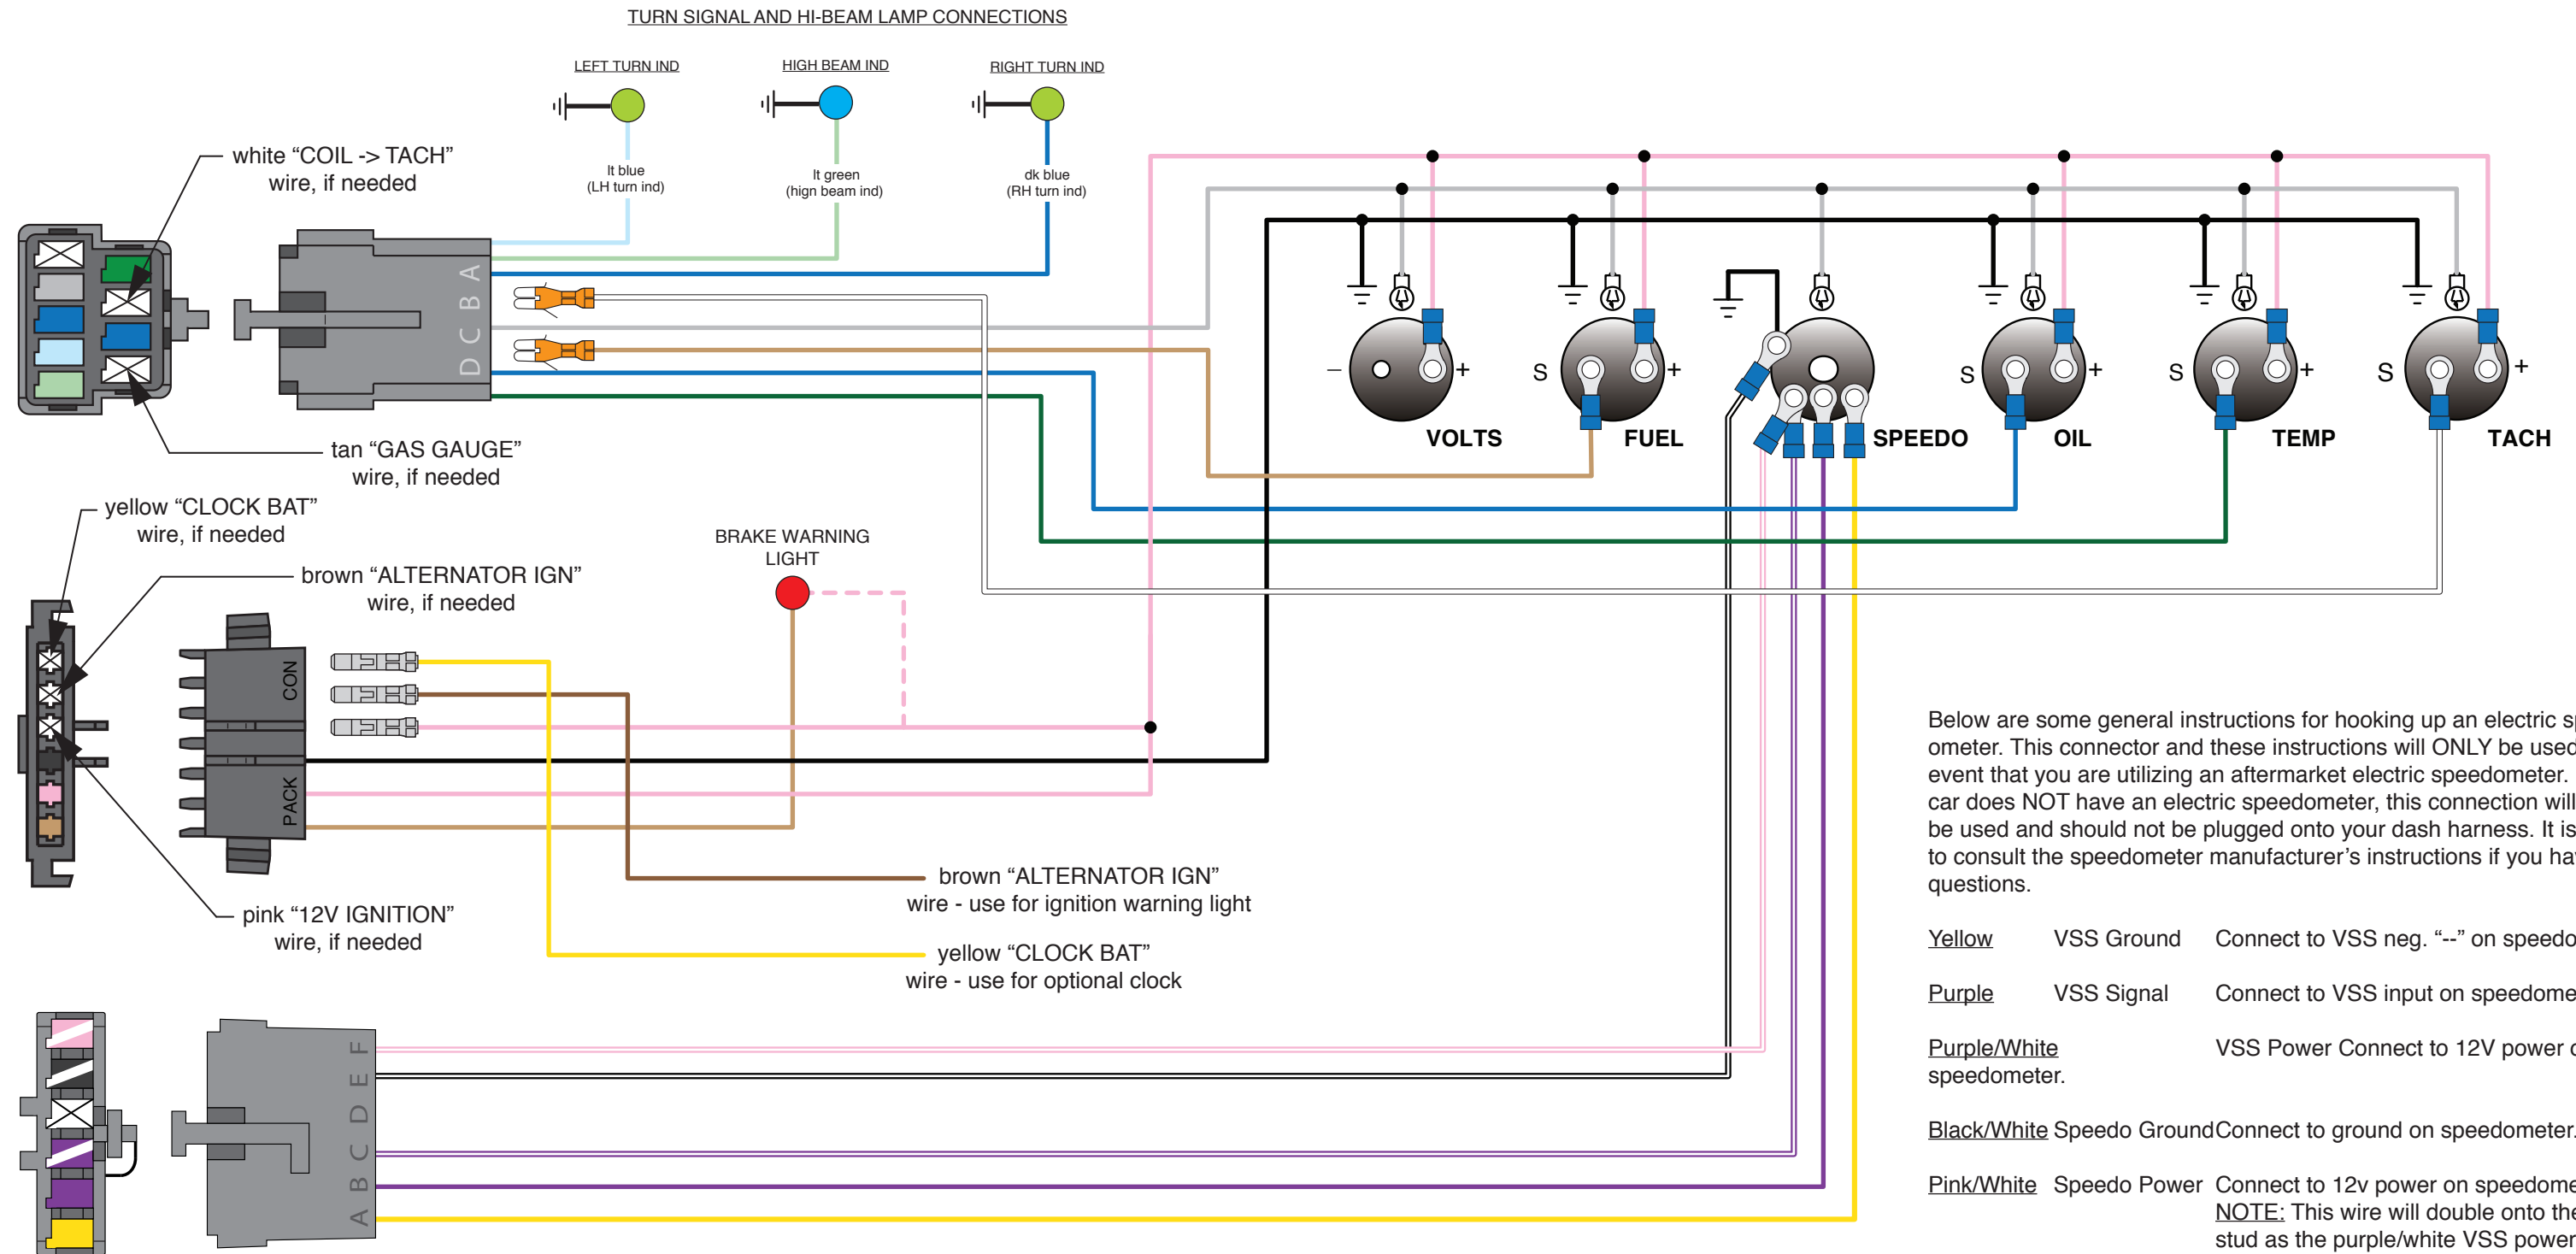 TURN SIGNAL AND HI-BEAM LAMP CONNECTIONS
LEFT TURN IND
HIGH BEAM IND
RIGHT TURN IND
white “COIL -> TACH”
wire, if needed
lt blue
(LH turn ind)
lt green
(hign beam ind)
dk blue
(RH turn ind)
A
B
C
D
tan “GAS GAUGE”
wire, if needed
–
+
VOLTS
S
+
FUEL
SPEEDO
S
+
OIL
S
+
TEMP
S
+
TACH
yellow “CLOCK BAT”
wire, if needed
brown “ALTERNATOR IGN”
wire, if needed
BRAKE WARNING
LIGHT
CON
PACK
pink “12V IGNITION”
wire, if needed
brown “ALTERNATOR IGN”
wire - use for ignition warning light
yellow “CLOCK BAT”
wire - use for optional clock
F
E
D
C
B
A
Below are some general instructions for hooking up an electric
ometer. This connector and these instructions will ONLY be used
event that you are utilizing an aftermarket electric speedometer.
car does NOT have an electric speedometer, this connection will
be used and should not be plugged onto your dash harness. It is
to consult the speedometer manufacturer’s instructions if you
questions.
Yellow VSS Ground Connect to VSS neg. “--” on
Purple VSS Signal Connect to VSS input on
Purple/White VSS Power Connect to 12V power
speedometer.
Black/White Speedo Ground Connect to ground on speedometer.
Pink/White Speedo Power Connect to 12v power on
NOTE: This wire will double onto the
stud as the purple/white VSS power